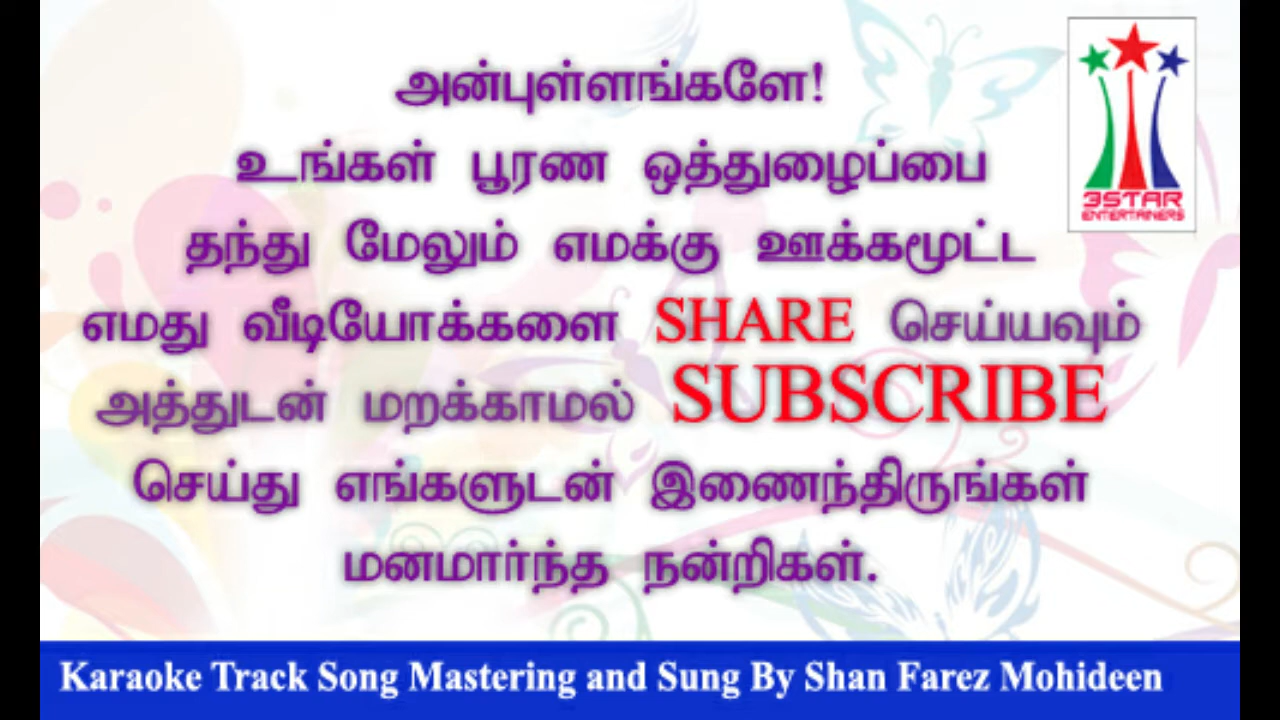 அன்புள்ளங்களே!
உங்கள் பூரண ஒத்துழைப்பை
தந்து மேலும் எமக்கு ஊக்கமூட்ட
எமது வீடியோக்களை SHARE செய்யவும்
அத்துடன் மறக்காமல் SUBSCRIBE
செய்து எங்களுடன் இணைந்திருங்கள்
மனமார்ந்த நன்றிகள்.
3STAR
ENTERTAINERS
Karaoke Track Song Mastering and Sung By Shan Farez Mohideen